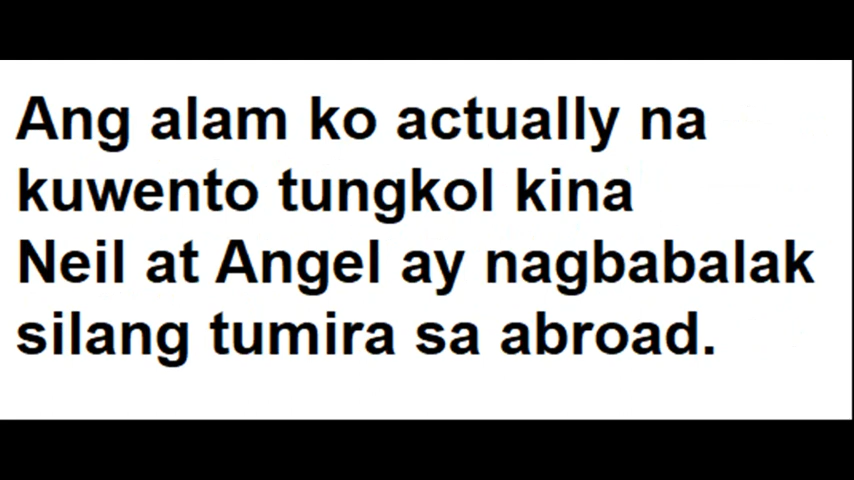 Ang alam ko actually na
kuwento tungkol kina
Neil at Angel ay nagbabalak
silang tumira sa abroad.